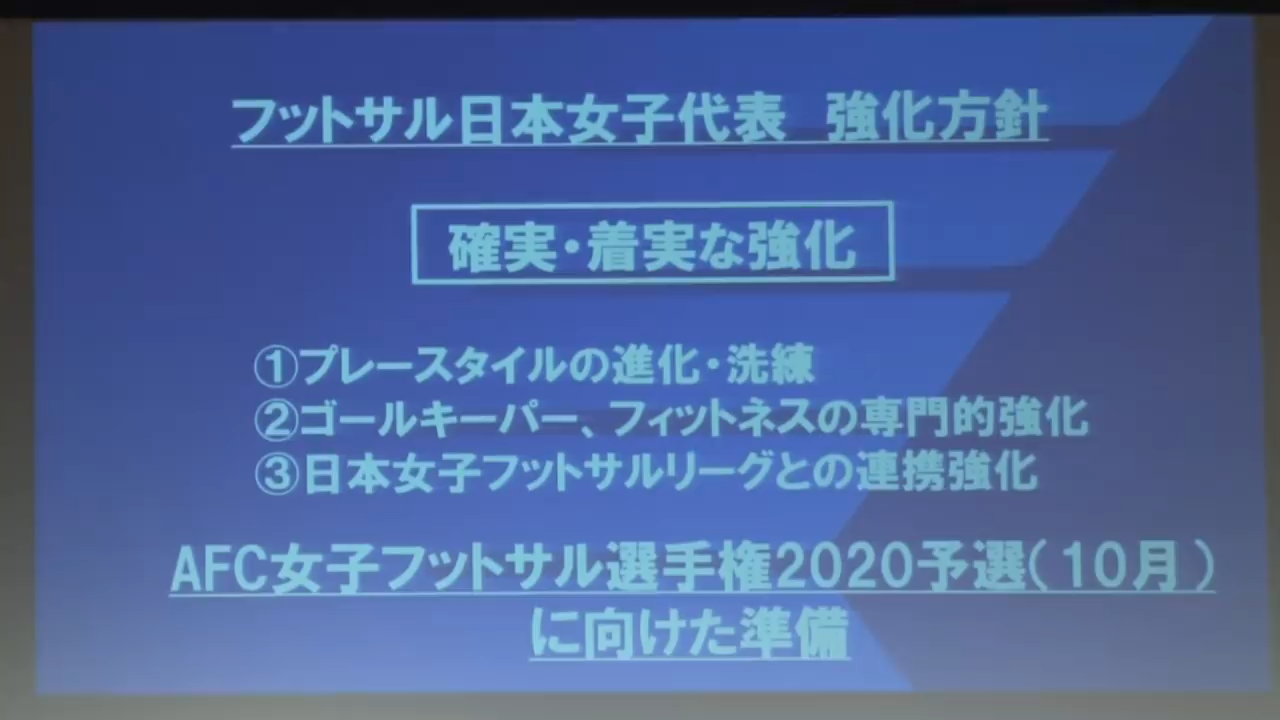 フットサル日本女子代表　強化方針
確実・着実な強化
①プレースタイルの進化・洗練
②ゴールキーパー、フィットネスの専門的強化
③日本女子フットサルリーグとの連携強化
AFC女子フットサル選手権2020予選（10月）
に向けた準備